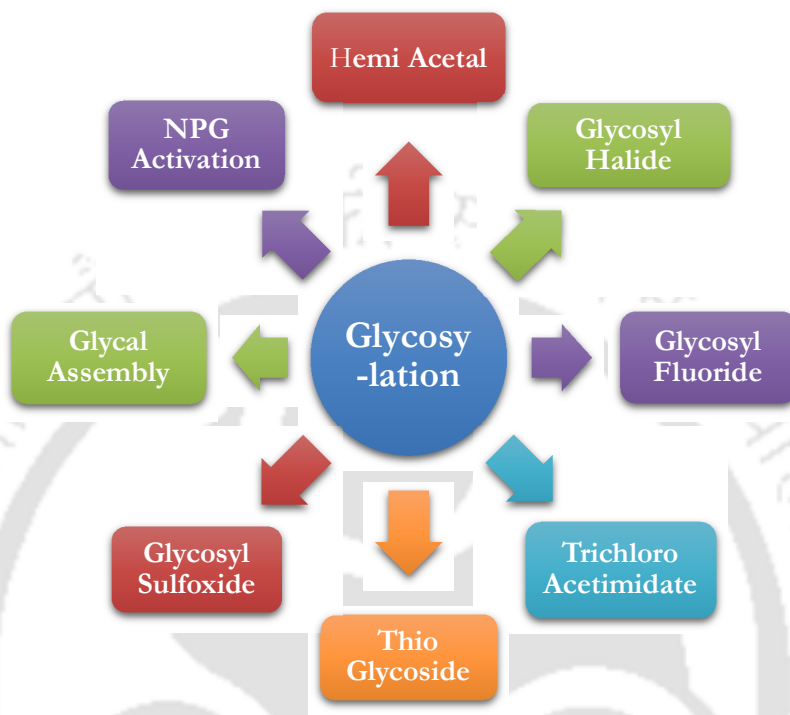 Hemi Acetal
NPG
Activation
Glycosyl
Halide
Glycosy
-lation
Glycal
Assembly
Glycosyl
Fluoride
Glycosyl
Sulfoxide
Trichloro
Acetimidate
Thio
Glycoside